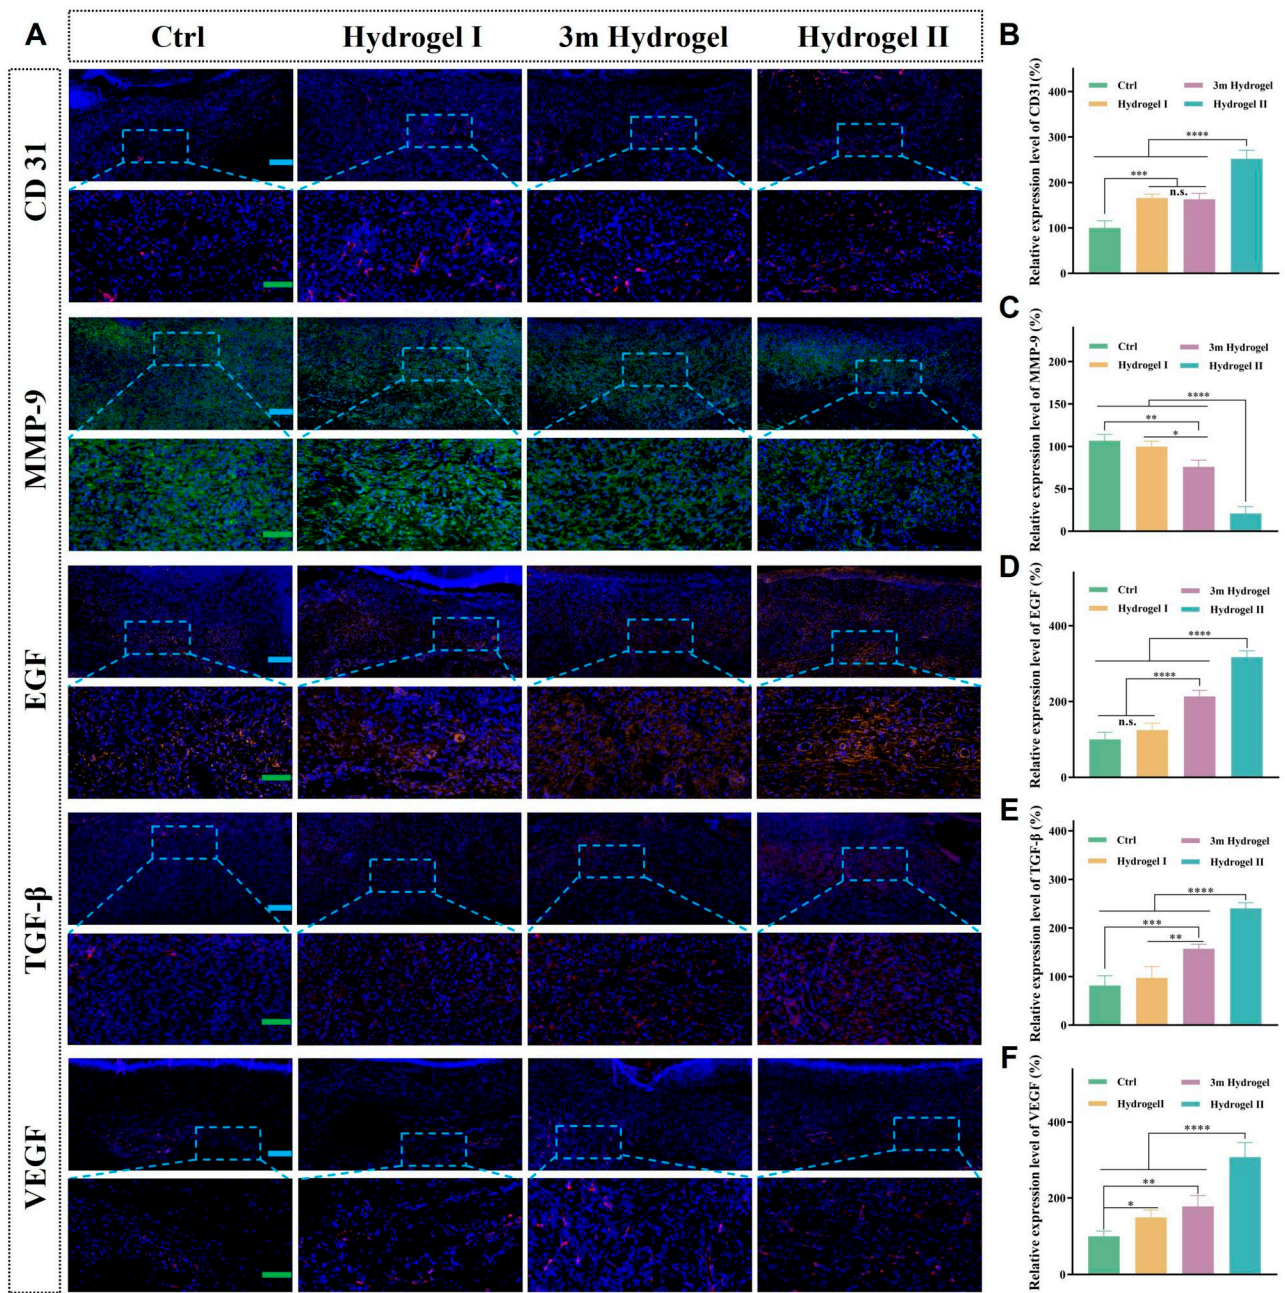 A
Ctrl
Hydrogel I
3m Hydrogel
Hydrogel II
CD 31
MMP-9
EGF
TGF-β
VEGF
B
Relative expression level of CD31(%)
400
300
200
100
0
Ctrl
3m Hydrogel
Hydrogel I
Hydrogel II
****
***
n.s.
C
Relative expression level of MMP-9 (%)
200
150
100
50
0
Ctrl
3m Hydrogel
Hydrogel I
Hydrogel II
****
**
*
D
Relative expression level of EGF (%)
400
200
0
Ctrl
3m Hydrogel
Hydrogel I
Hydrogel II
****
****
n.s.
E
Relative expression level of TGF-β (%)
400
300
200
100
0
Ctrl
3m Hydrogel
Hydrogel I
Hydrogel II
****
***
**
F
Relative expression level of VEGF (%)
400
200
0
Ctrl
3m Hydrogel
HydrogelI
Hydrogel II
****
**
*